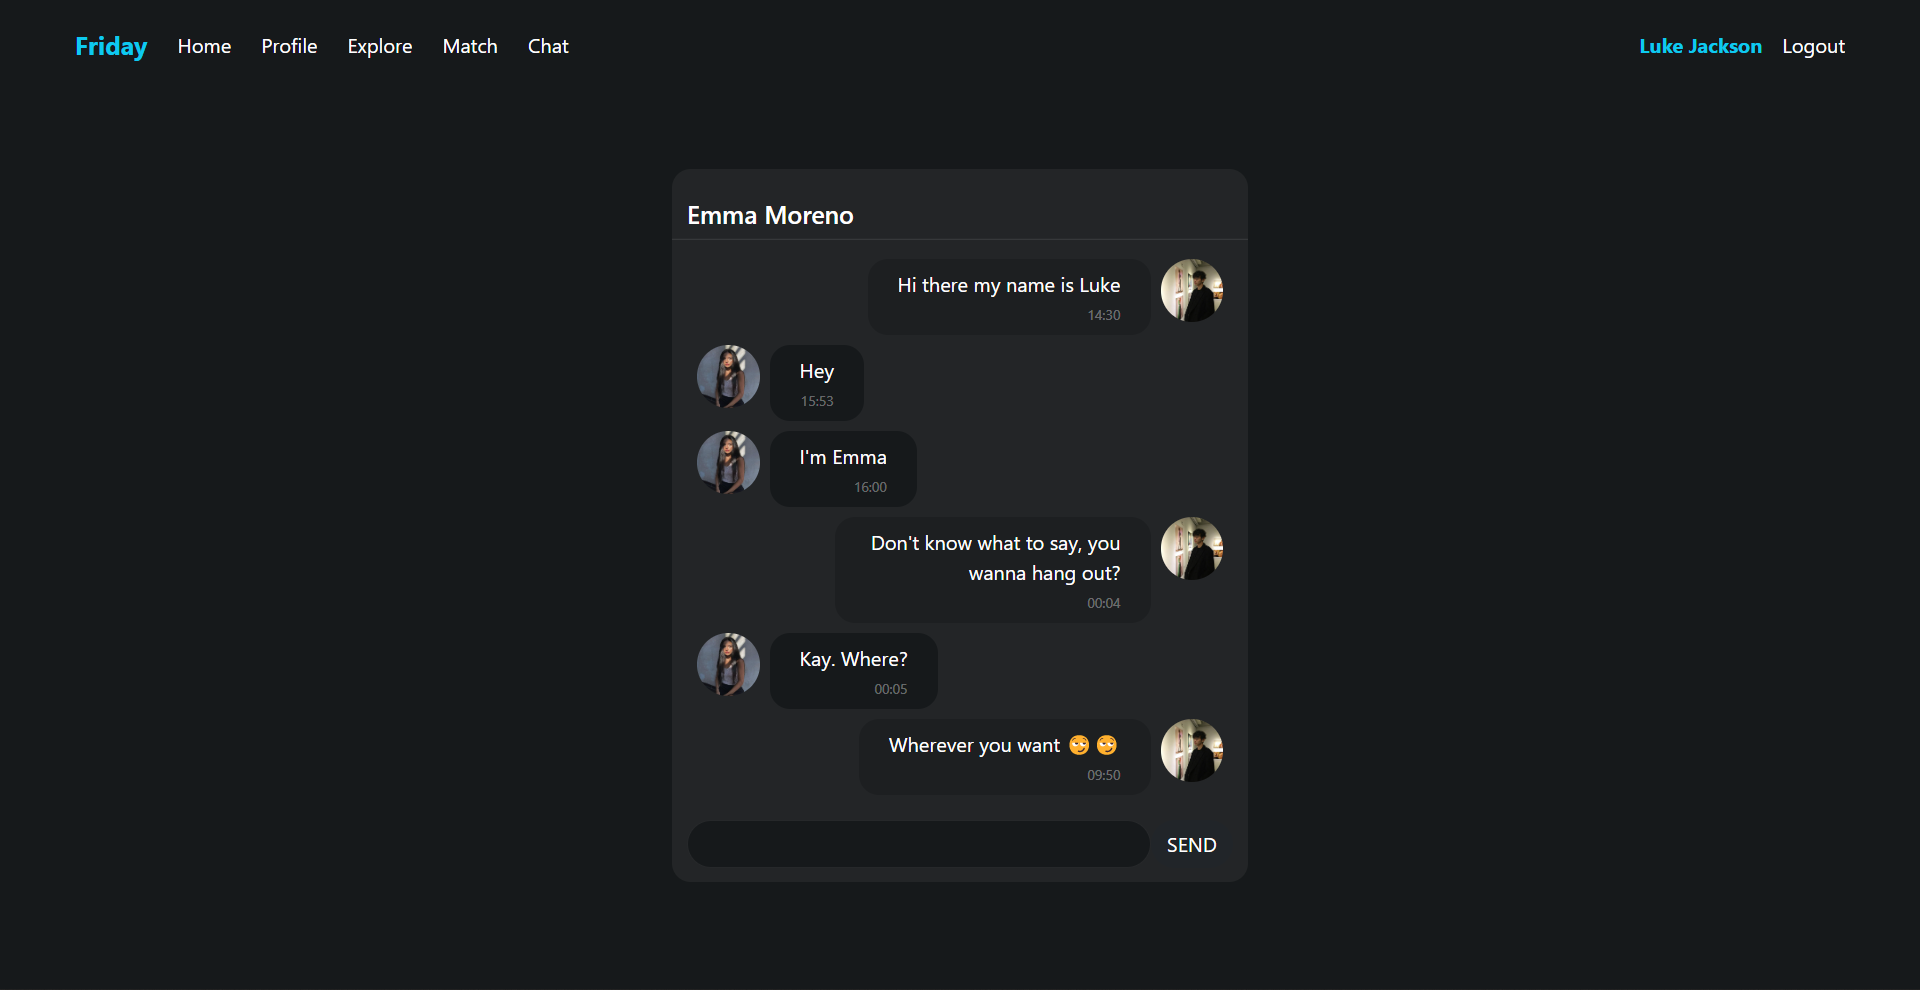 Friday Home Profile Explore Match Chat Luke Jackson Logout
Emma Moreno
Hi there my name is Luke
14:30
Hey
15:53
I'm Emma
16:00
Don't know what to say, you
wanna hang out?
00:04
Kay. Where?
00:05
Wherever you want 🙄 🙄
09:50
SEND